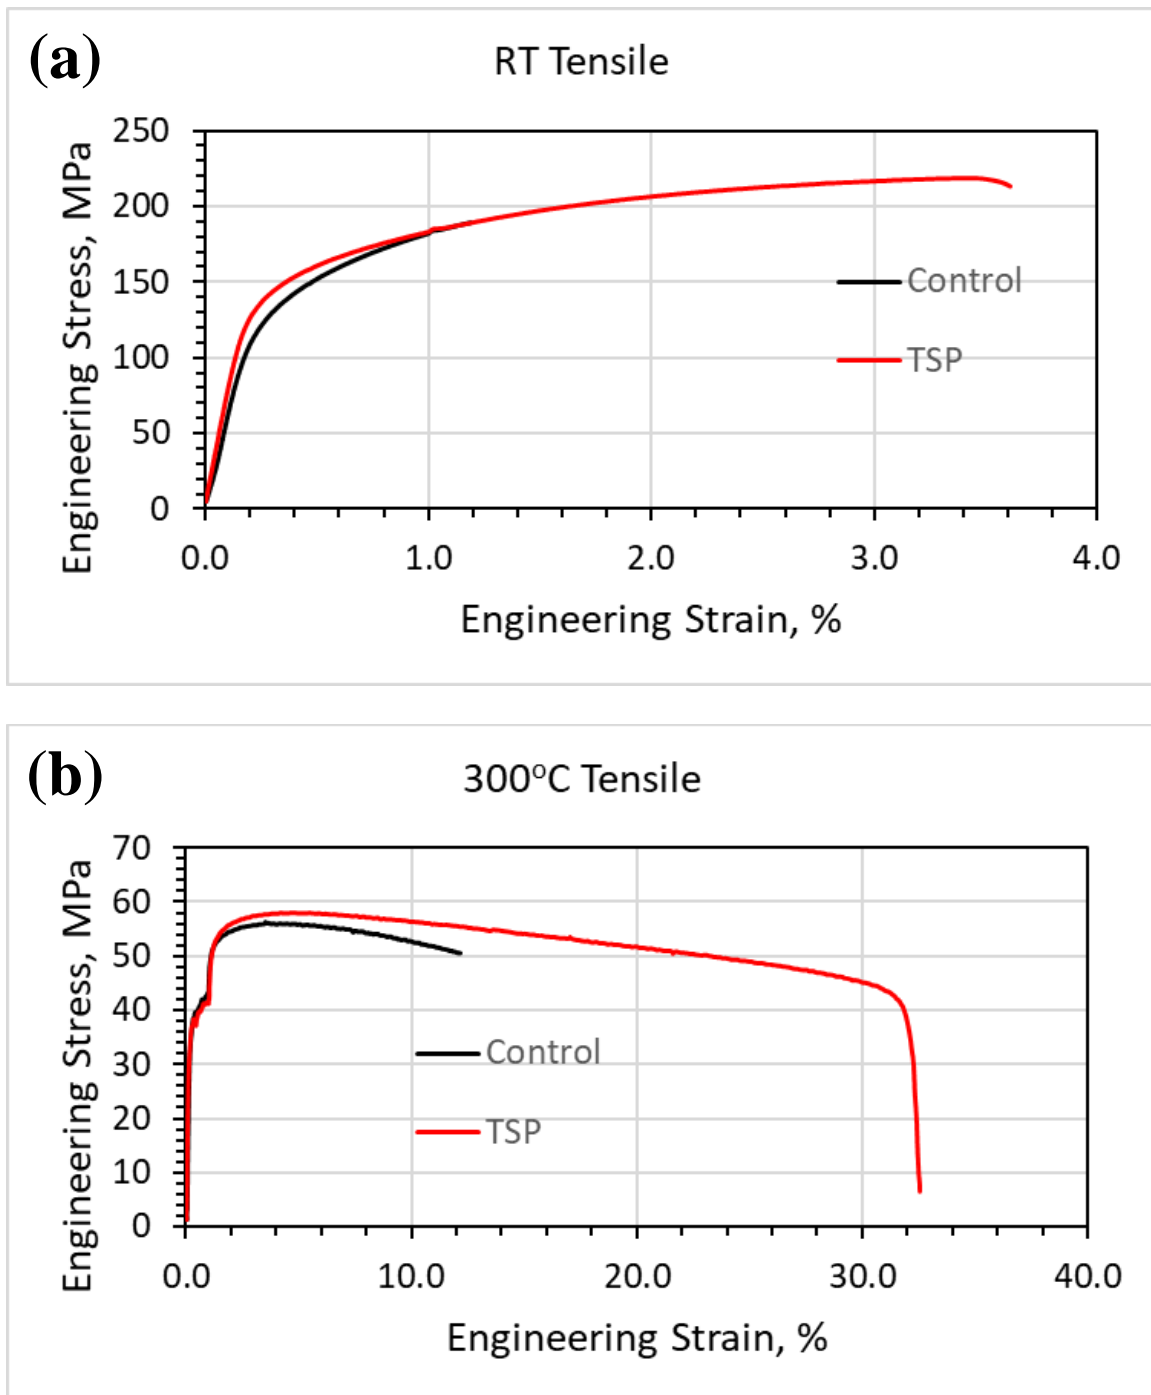 (a)
RT Tensile
Engineering Stress, MPa
250
200
150
100
50
0
Control
TSP
0.0 1.0 2.0 3.0 4.0
Engineering Strain, %
(b)
300°C Tensile
Engineering Stress, MPa
70
60
50
40
30
20
10
0
Control
TSP
0.0 10.0 20.0 30.0 40.0
Engineering Strain, %